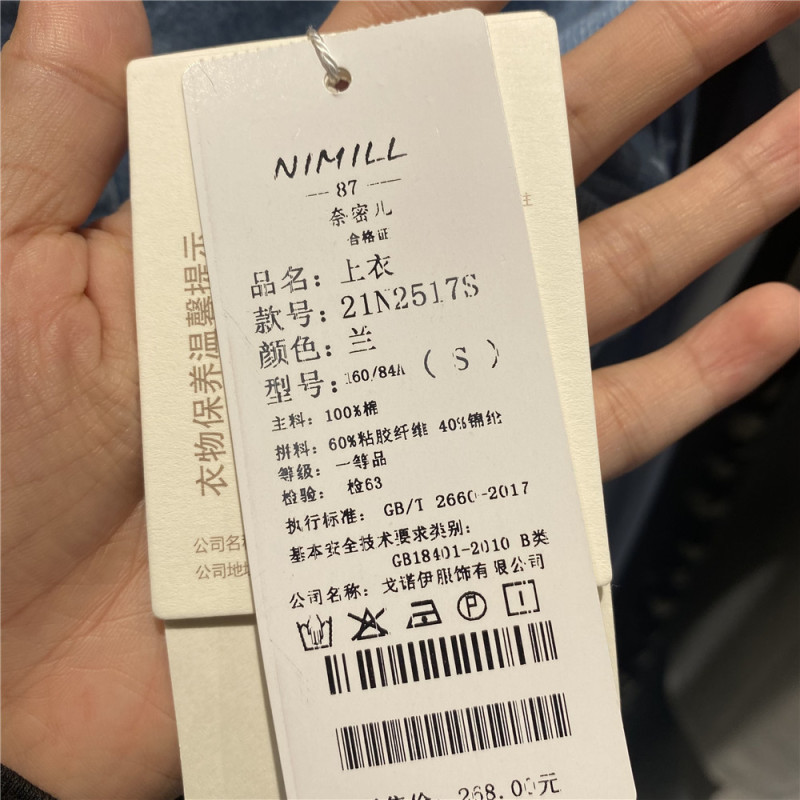 NIMILL
87
奈密儿
合格证
品名：上衣
款号：21N2517S
颜色：兰
型号：160/84A（S）
主料：100%棉
拼料：60%粘胶纤维 40%锦纶
等级：一等品
检验：检63
执行标准：GB/T 2660-2017
基本安全技术要求类别：
GB18401-2010 B类
公司名称：戈诺伊服饰有限公司
268.00元
衣物保养温馨提示
公司名称
公司地